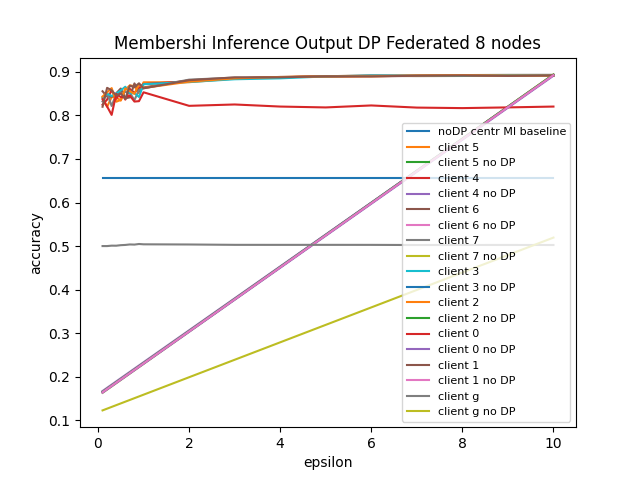 Membershi Inference Output DP Federated 8 nodes
0.9
0.8
0.7
0.6
0.5
0.4
0.3
0.2
0.1
accuracy
noDP centr MI baseline
client 5
client 5 no DP
client 4
client 4 no DP
client 6
client 6 no DP
client 7
client 7 no DP
client 3
client 3 no DP
client 2
client 2 no DP
client 0
client 0 no DP
client 1
client 1 no DP
client g
client g no DP
0 2 4 6 8 10
epsilon